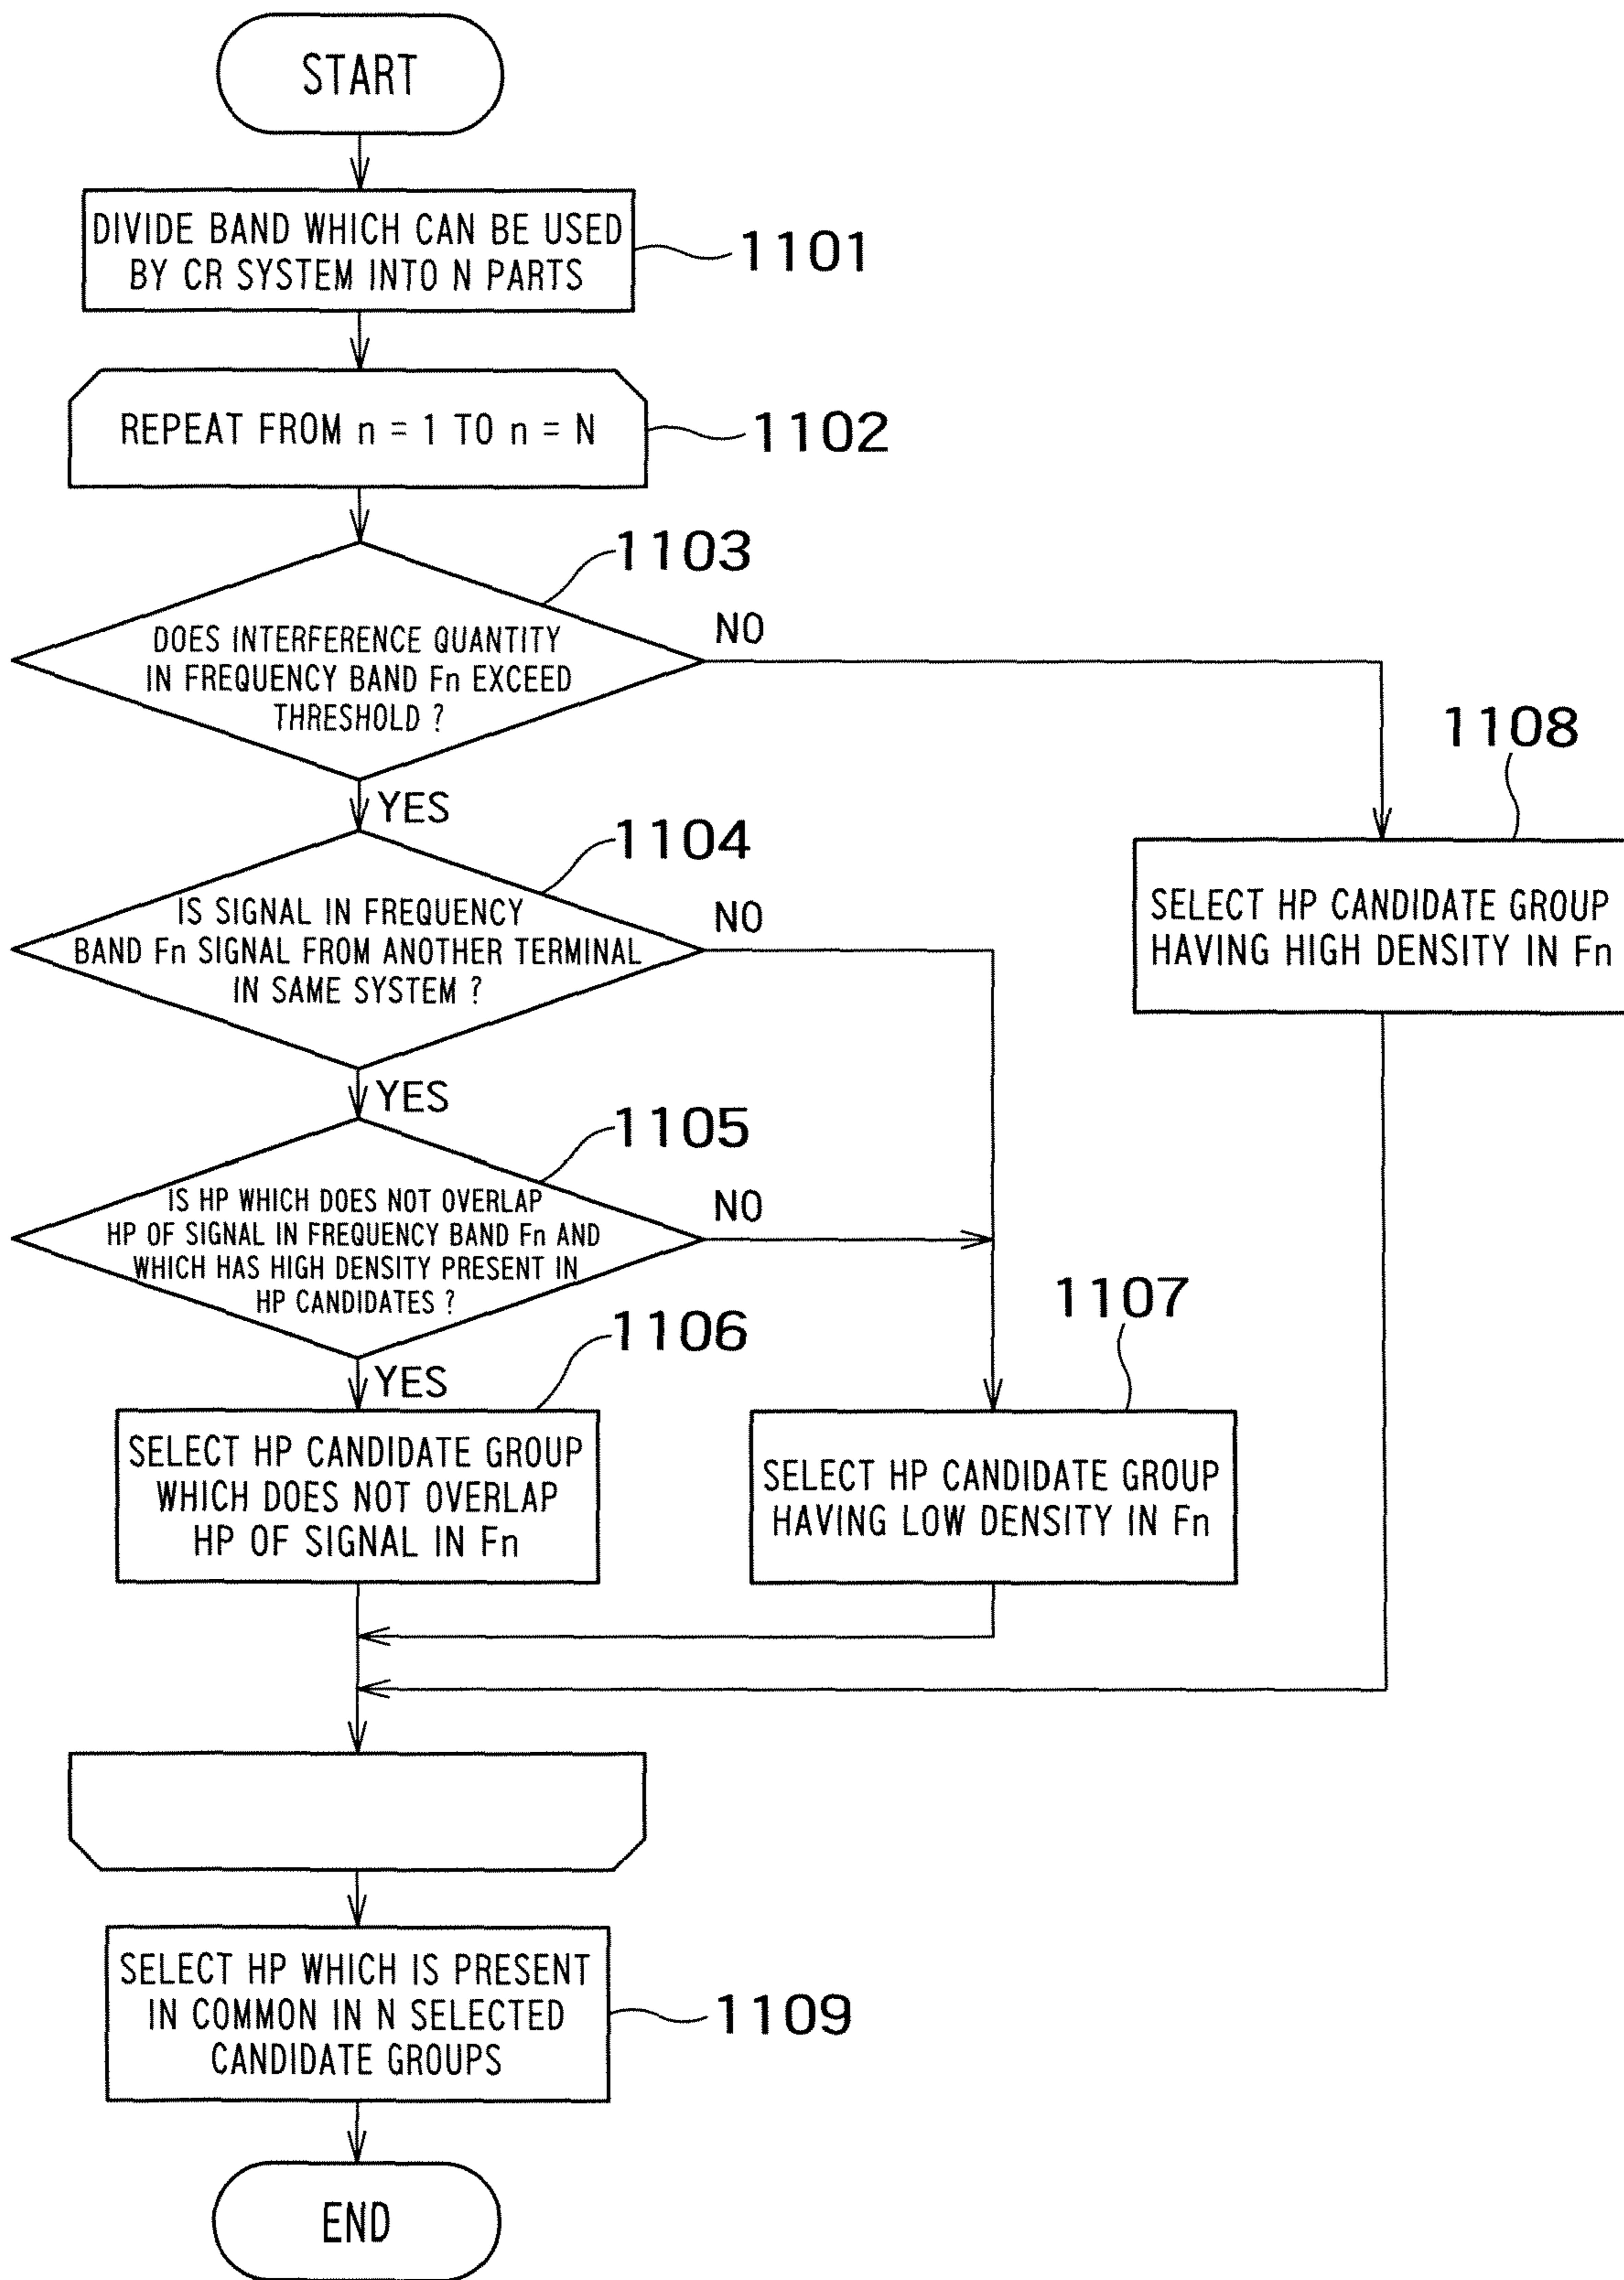 START
DIVIDE BAND WHICH CAN BE USED
BY CR SYSTEM INTO N PARTS
1101
REPEAT FROM n = 1 TO n = N
1102
1103
DOES INTERFERENCE QUANTITY
IN FREQUENCY BAND Fn EXCEED
THRESHOLD ?
NO
YES
1108
SELECT HP CANDIDATE GROUP
HAVING HIGH DENSITY IN Fn
1104
IS SIGNAL IN FREQUENCY
BAND Fn SIGNAL FROM ANOTHER TERMINAL
IN SAME SYSTEM ?
NO
YES
1105
IS HP WHICH DOES NOT OVERLAP
HP OF SIGNAL IN FREQUENCY BAND Fn AND
WHICH HAS HIGH DENSITY PRESENT IN
HP CANDIDATES ?
NO
YES
1106
SELECT HP CANDIDATE GROUP
WHICH DOES NOT OVERLAP
HP OF SIGNAL IN Fn
1107
SELECT HP CANDIDATE GROUP
HAVING LOW DENSITY IN Fn
SELECT HP WHICH IS PRESENT
IN COMMON IN N SELECTED
CANDIDATE GROUPS
1109
END